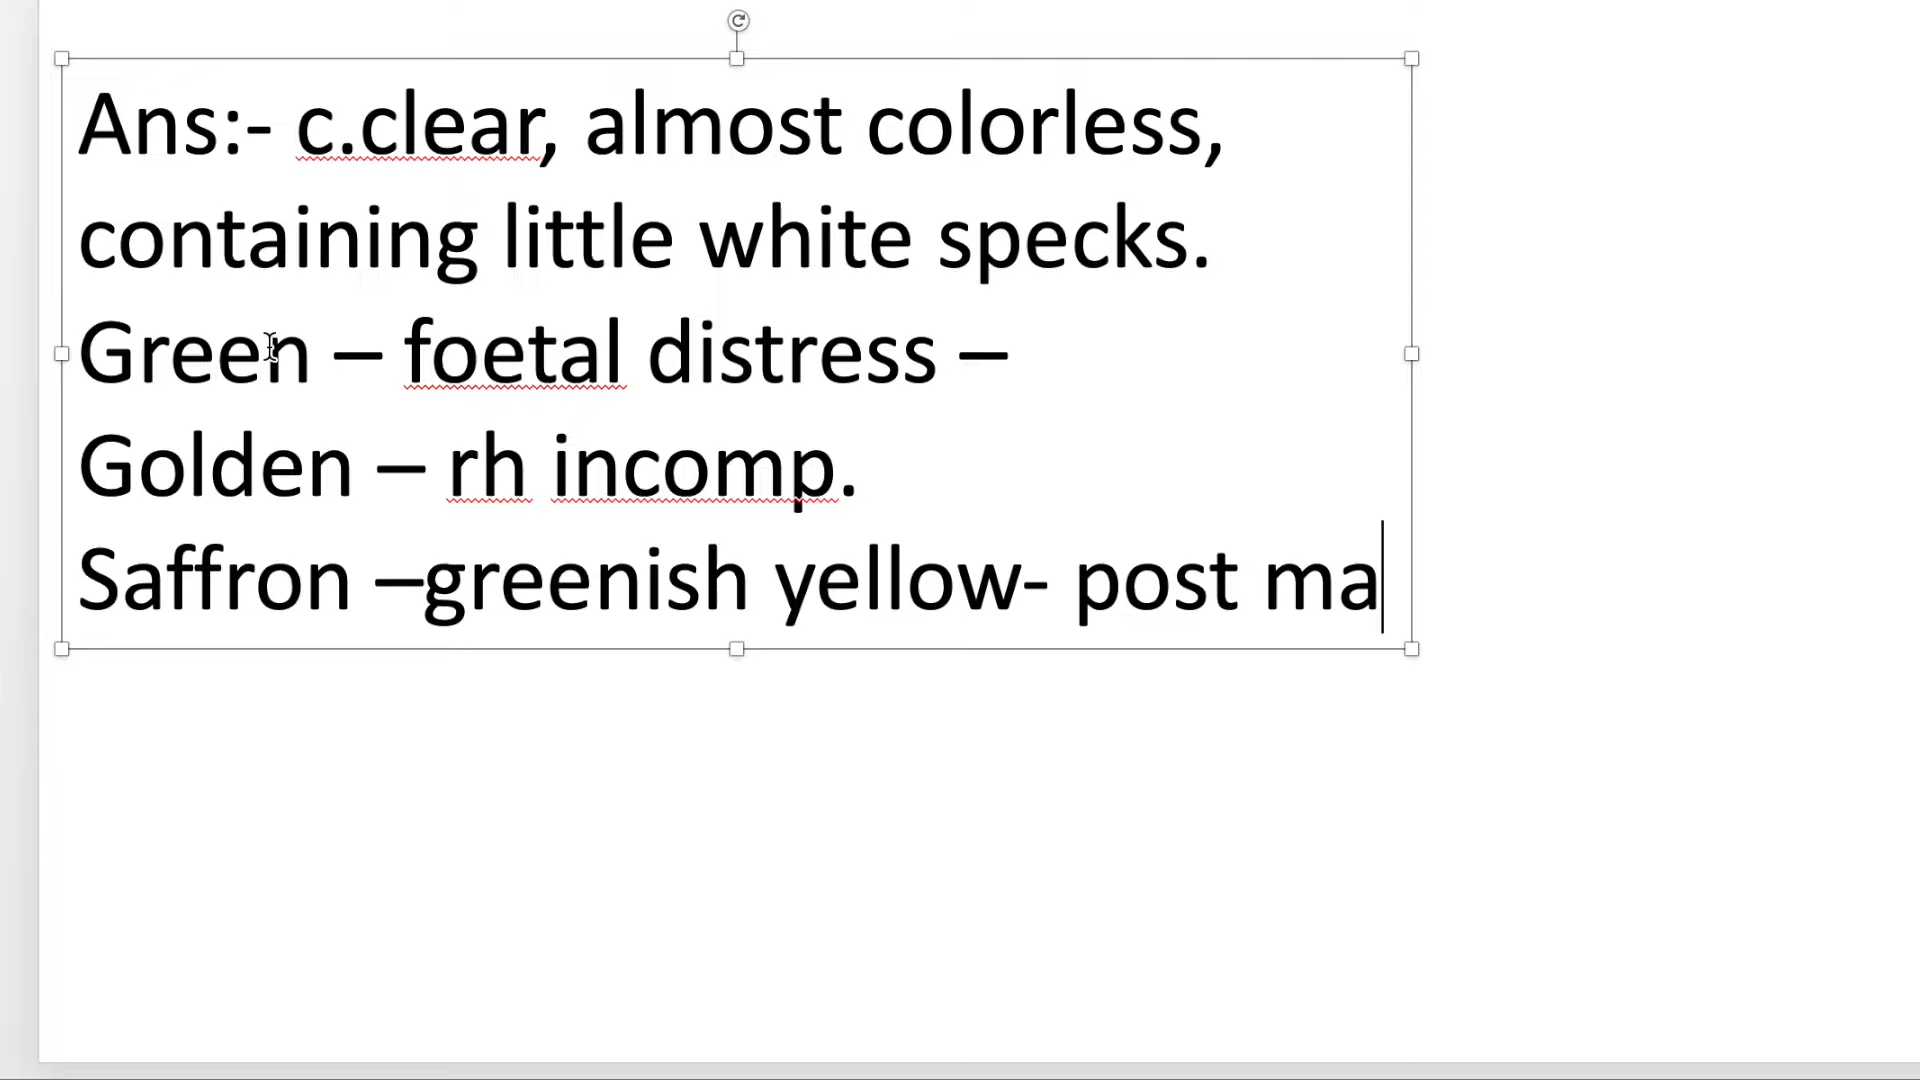 Ans:- c.clear, almost colorless,
containing little white specks.
Green – foetal distress –
Golden – rh incomp.
Saffron –greenish yellow- post ma